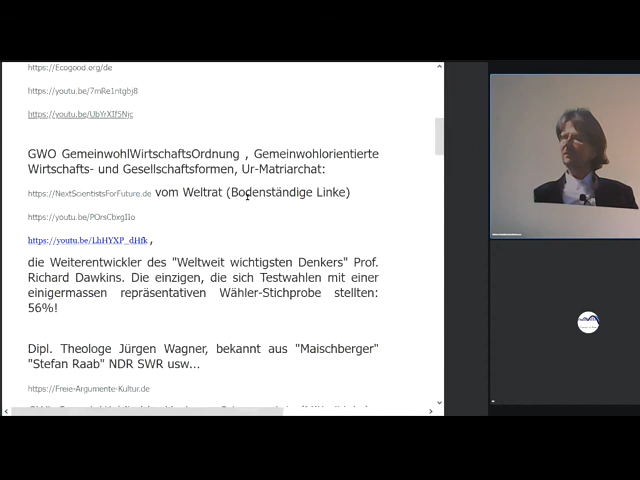 https://Ecogood.org/de
https://youtu.be/7mRe1ntgbj8
https://youtu.be/UbYrXIf5Njc
GWO GemeinwohlWirtschaftsOrdnung , Gemeinwohlorientierte
Wirtschafts- und Gesellschaftsformen, Ur-Matriarchat:
https://NextScientistsForFuture.de vom Weltrat (Bodenständige Linke)
https://youtu.be/POrsCbxgIlo
https://youtu.be/LhHYXP_dHfk ,
die Weiterentwickler des "Weltweit wichtigsten Denkers" Prof.
Richard Dawkins. Die einzigen, die sich Testwahlen mit einer
einigermassen repräsentativen Wähler-Stichprobe stellten:
56%!
Dipl. Theologe Jürgen Wagner, bekannt aus "Maischberger"
"Stefan Raab" NDR SWR usw...
https://Freie-Argumente-Kultur.de